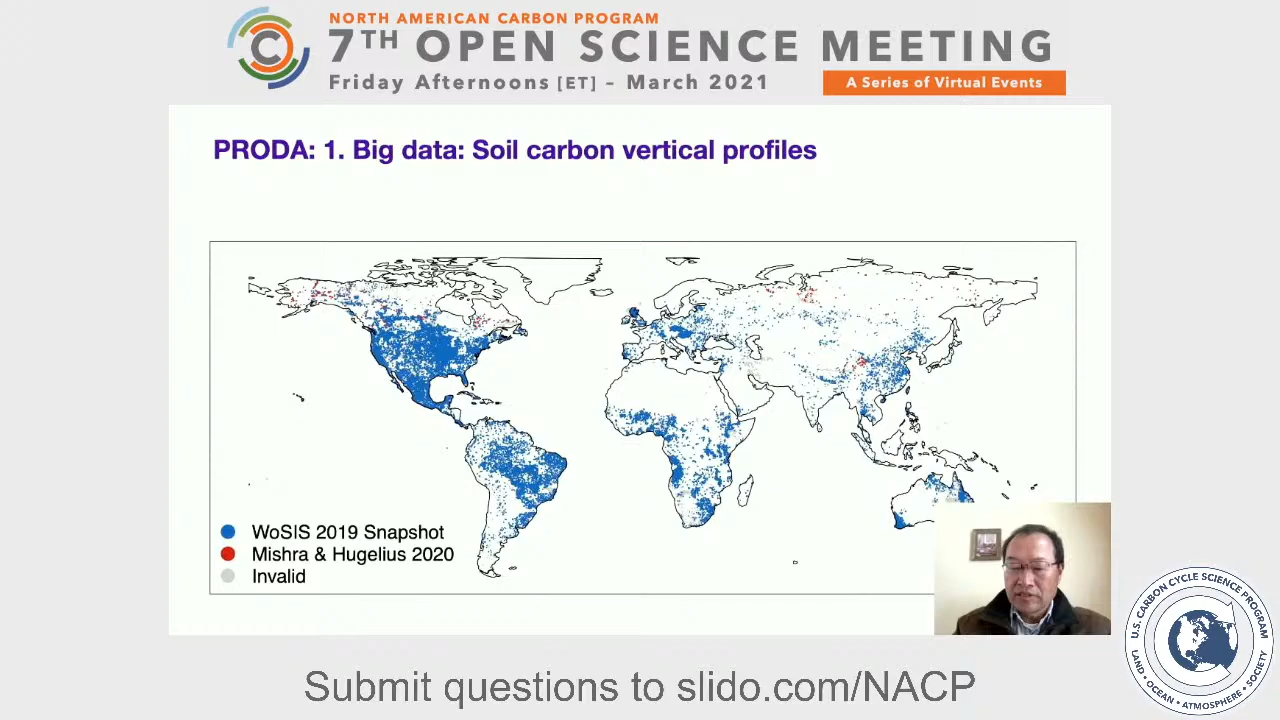 NORTH AMERICAN CARBON PROGRAM
7TH OPEN SCIENCE MEETING
Friday Afternoons [ET] – March 2021
A Series of Virtual Events
PRODA: 1. Big data: Soil carbon vertical profiles
WoSIS 2019 Snapshot
Mishra & Hugelius 2020
Invalid
U.S. CARBON CYCLE SCIENCE PROGRAM
LAND • OCEAN • ATMOSPHERE • SOCIETY
Submit questions to slido.com/NACP